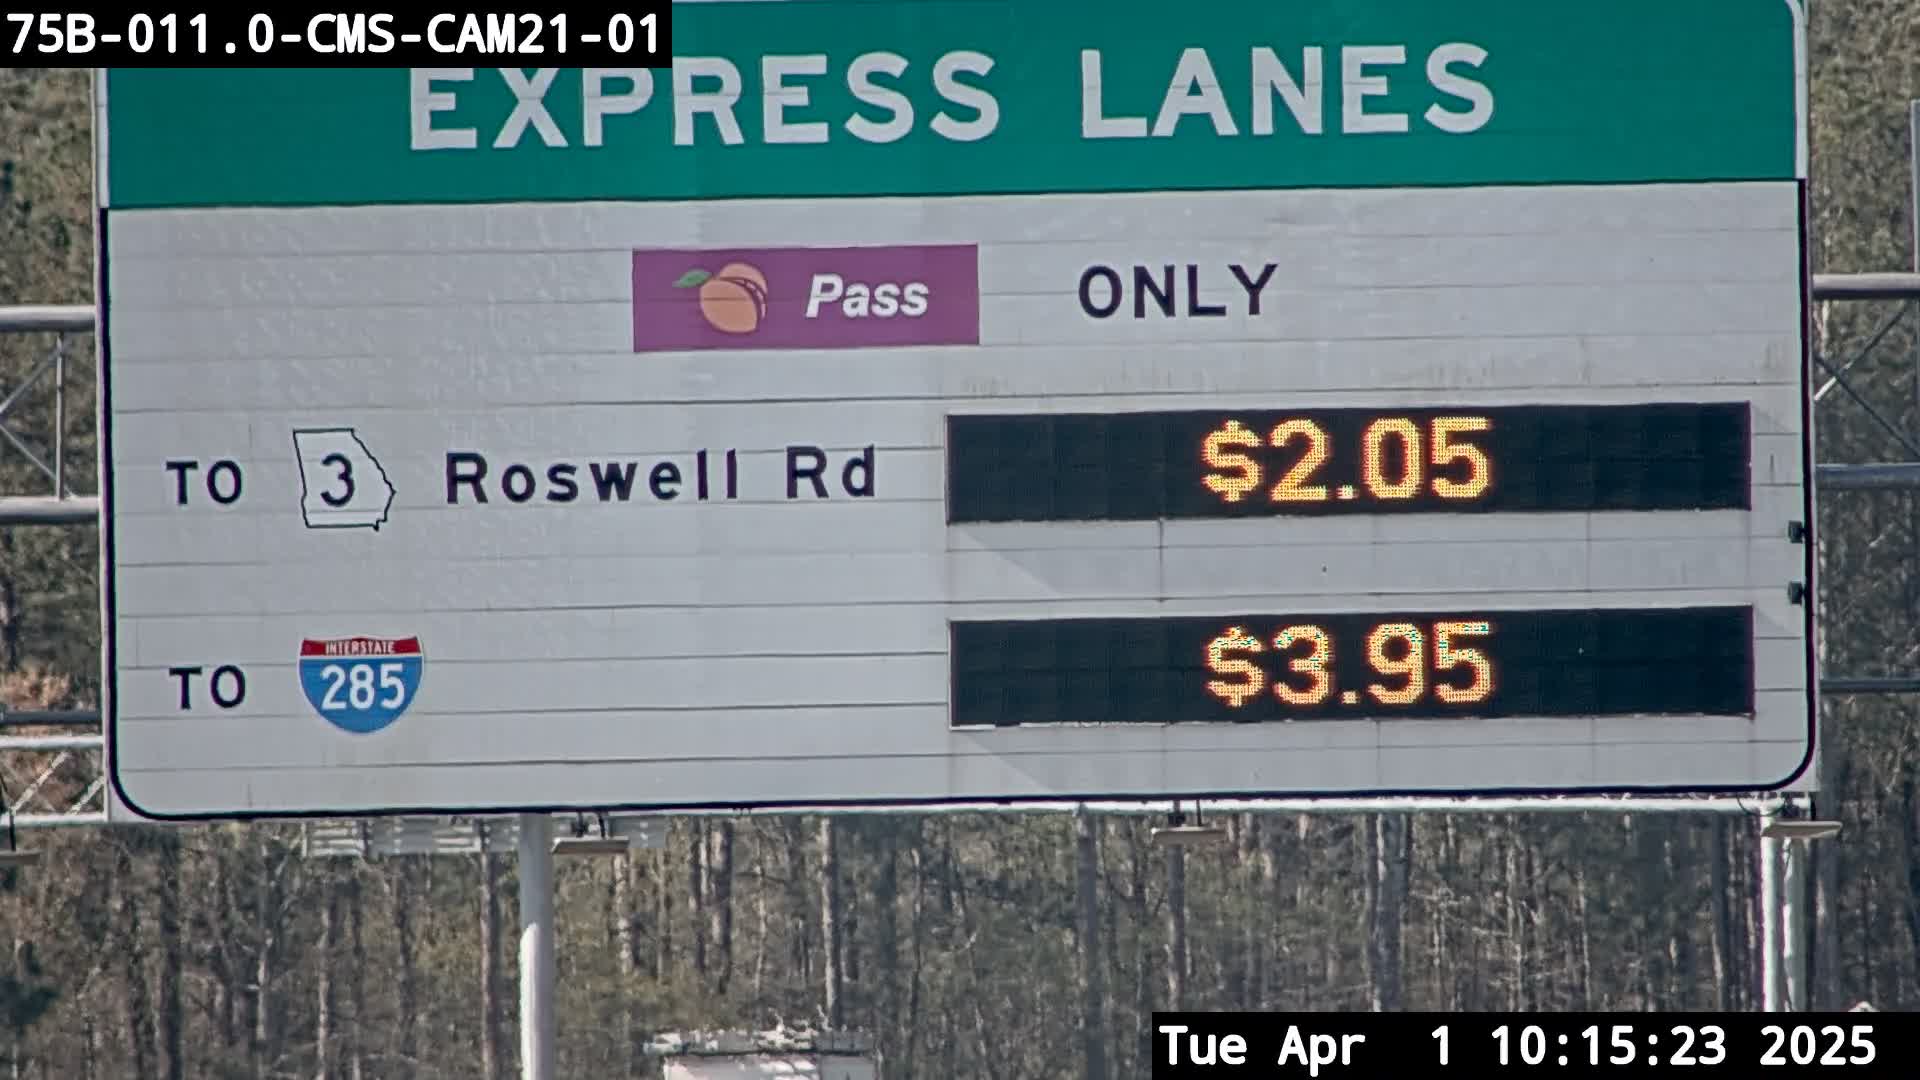 75B-011.0-CMS-CAM21-01
EXPRESS LANES
Pass ONLY
TO 3 Roswell Rd $2.05
INTERSTATE
TO 285 $3.95
Tue Apr 1 10:15:23 2025